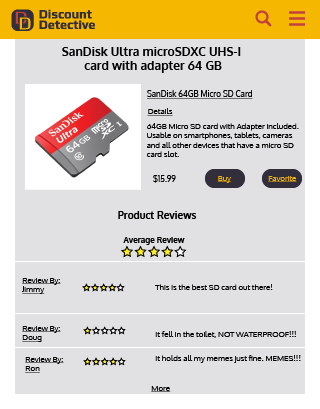 Discount
Detective
SanDisk Ultra microSDXC UHS-I
card with adapter 64 GB
SanDisk
Ultra
64GB
micro
SD
XC I
10
SanDisk 64GB Micro SD Card
Details
64GB Micro SD card with Adapter Included.
Usable on smartphones, tablets, cameras
and all other devices that have a micro SD
card slot.
$15.99
Buy
Favorite
Product Reviews
Average Review
Review By:
Jimmy
This is the best SD card out there!
Review By:
Doug
It fell in the toilet, NOT WATERPROOF!!!
Review By:
Ron
It holds all my memes just fine. MEMES!!!
More